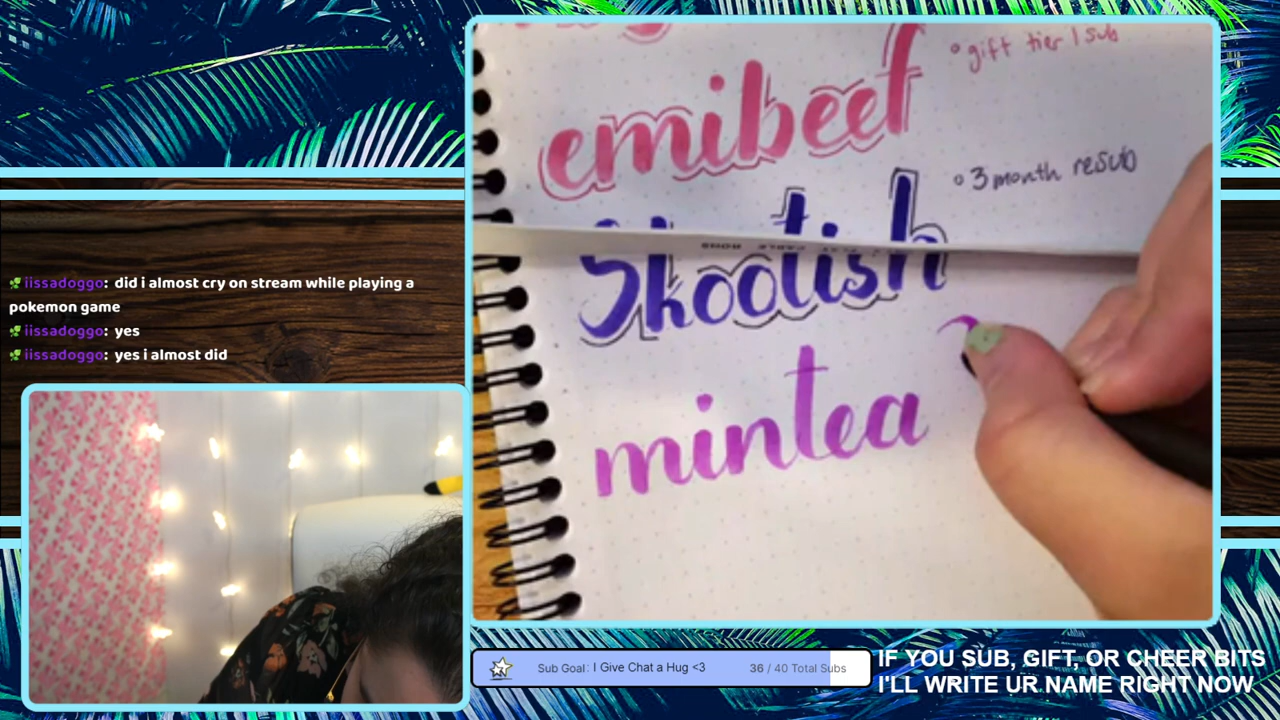 gift tier 1 sub
emibeef
3 month resub
Skootish
mintea
iissadoggo: did i almost cry on stream while playing a
pokemon game
iissadoggo: yes
iissadoggo: yes i almost did
Sub Goal: I Give Chat a Hug <3 36 / 40 Total Subs
IF YOU SUB, GIFT, OR CHEER BITS
I'LL WRITE UR NAME RIGHT NOW